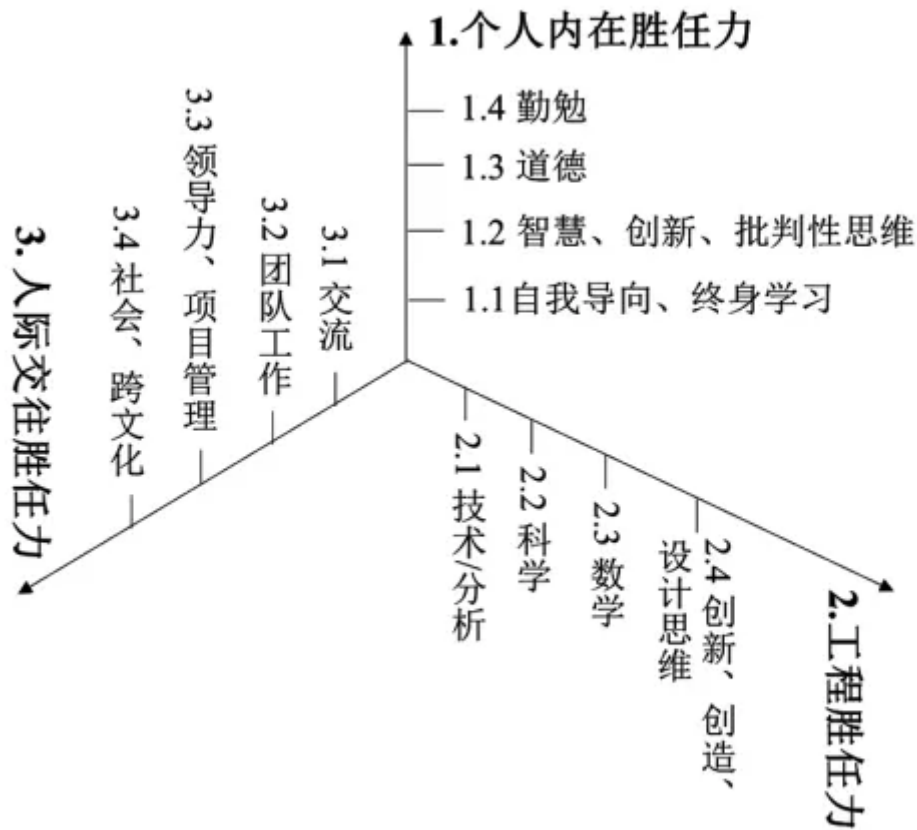 1.个人内在胜任力
1.4 勤勉
1.3 道德
1.2 智慧、创新、批判性思维
1.1自我导向、终身学习
2.1 技术/分析
2.2 科学
2.3 数学
2.4 创新、创造、
设计思维
2.工程胜任力
3.1 交流
3.2 团队工作
3.3 领导力、项目管理
3.4 社会、跨文化
3. 人际交往胜任力